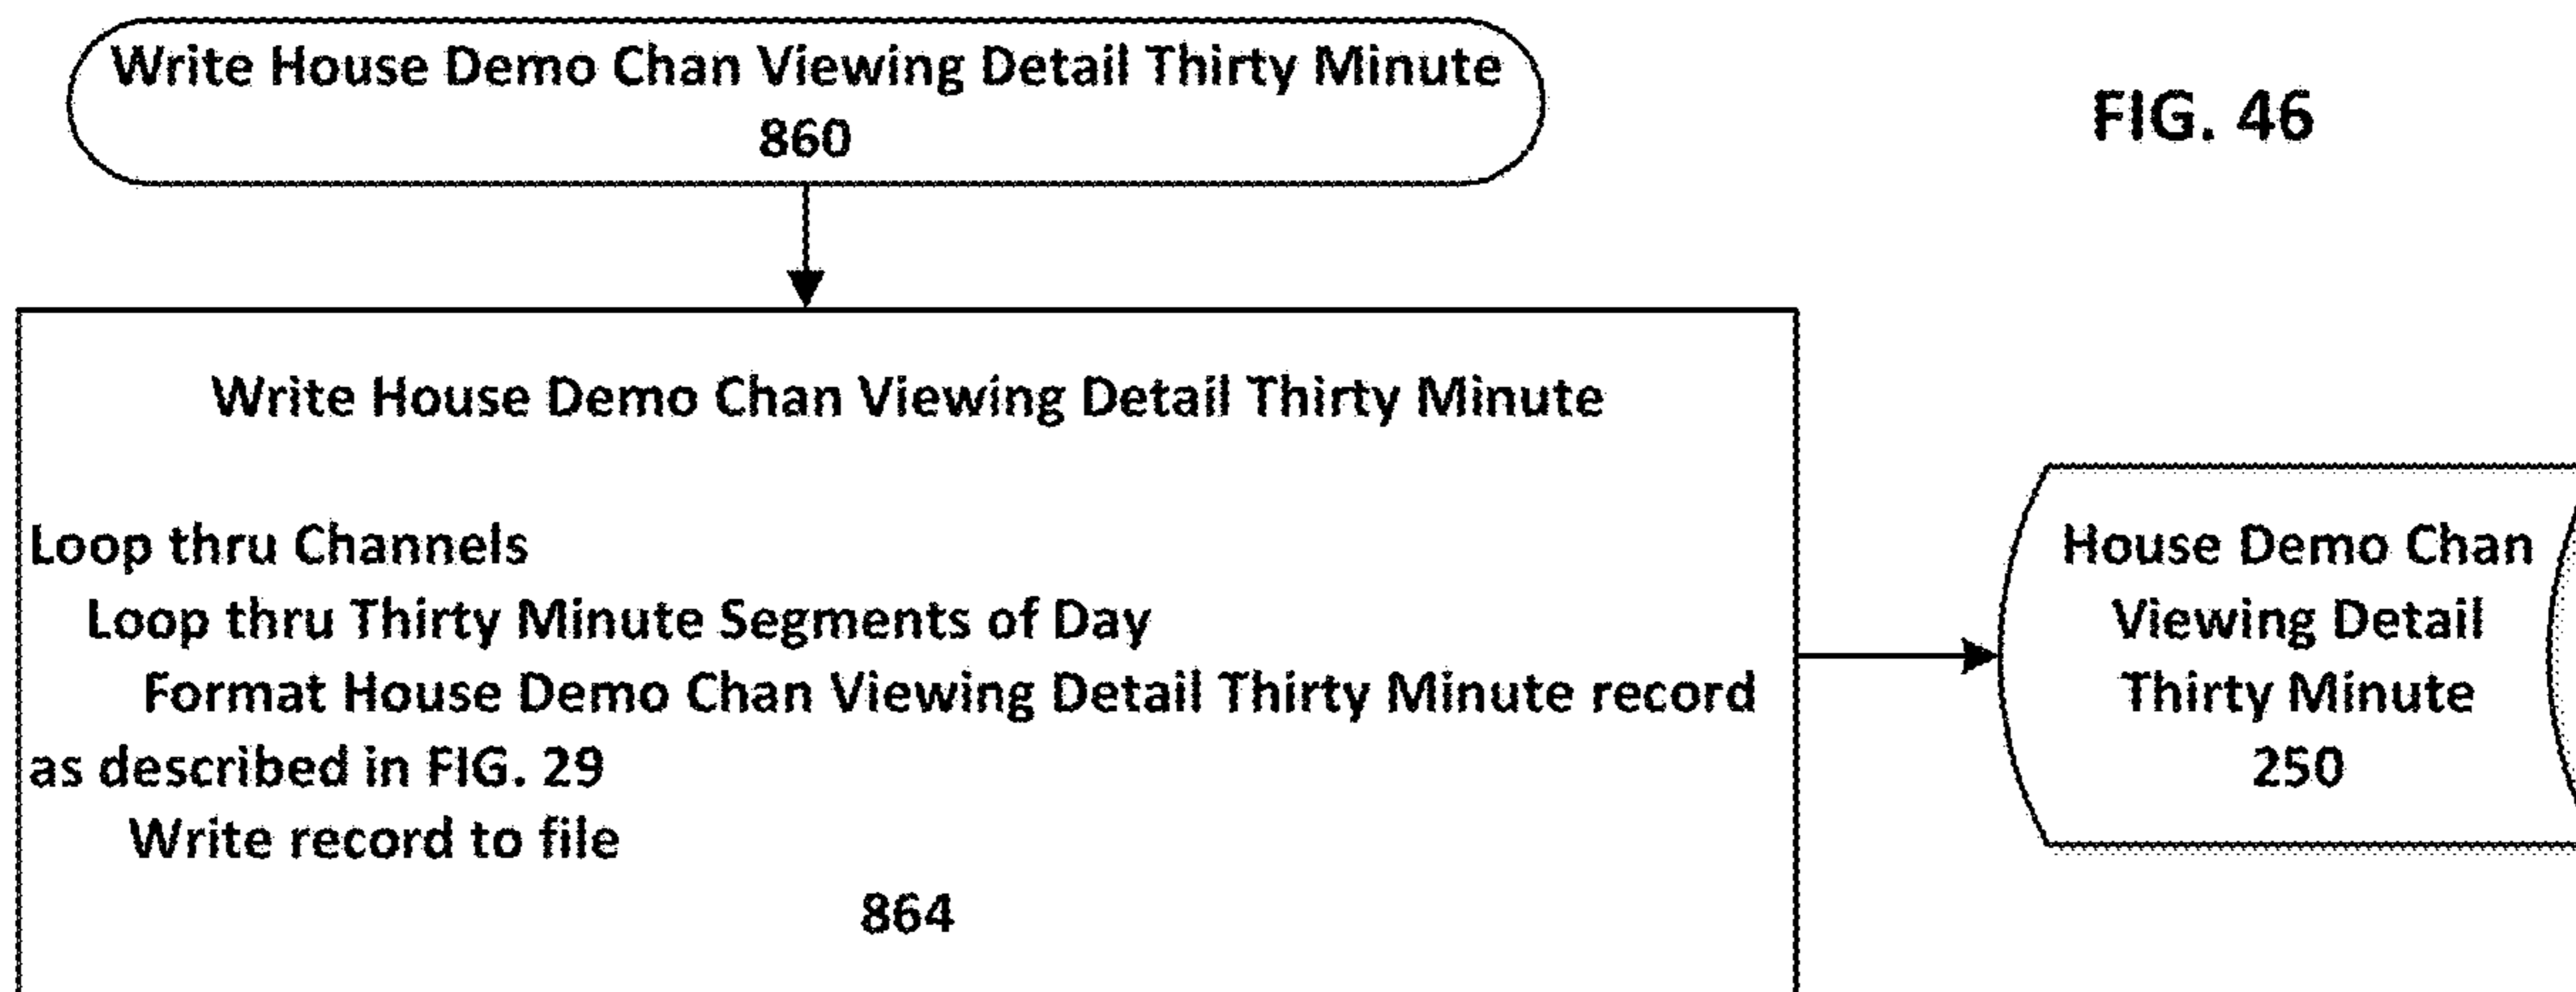 Write House Demo Chan Viewing Detail Thirty Minute
860
FIG. 46
Write House Demo Chan Viewing Detail Thirty Minute
Loop thru Channels
Loop thru Thirty Minute Segments of Day
Format House Demo Chan Viewing Detail Thirty Minute record
as described in FIG. 29
Write record to file
864
House Demo Chan
Viewing Detail
Thirty Minute
250